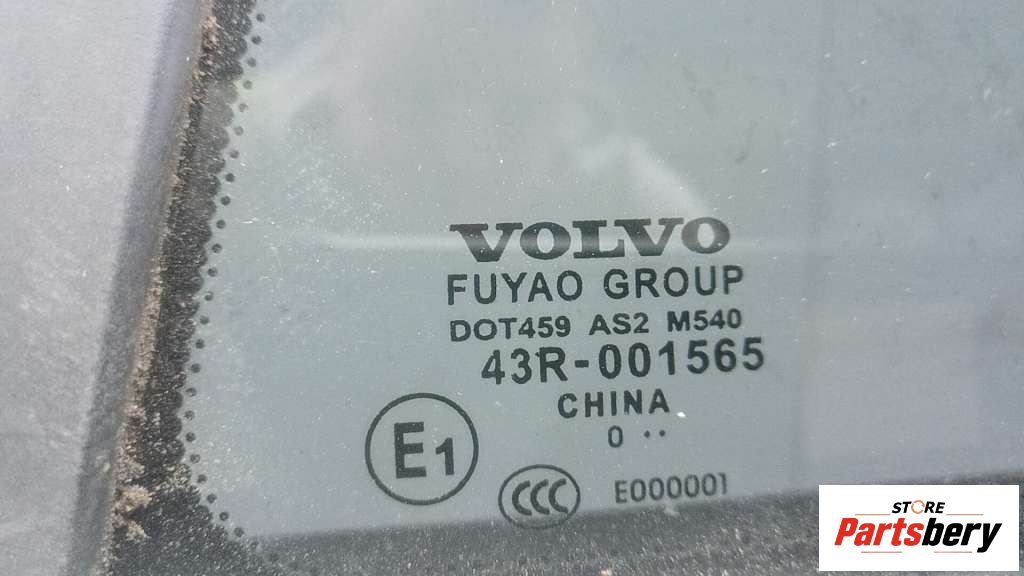 VOLVO
FUYAO GROUP
DOT459 AS2 M540
43R-001565
CHINA
0 ··
E1
CCC E000001
STORE
Partsbery